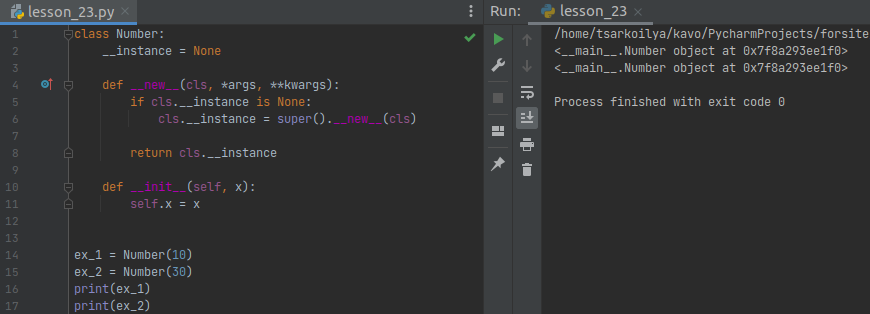 lesson_23.py
1 class Number:
2     __instance = None
3
4     def __new__(cls, *args, **kwargs):
5         if cls.__instance is None:
6             cls.__instance = super().__new__(cls)
7
8         return cls.__instance
9
10     def __init__(self, x):
11         self.x = x
12
13
14 ex_1 = Number(10)
15 ex_2 = Number(30)
16 print(ex_1)
17 print(ex_2)
Run: lesson_23
/home/tsarkoilya/kavo/PycharmProjects/forsite
<__main__.Number object at 0x7f8a293ee1f0>
<__main__.Number object at 0x7f8a293ee1f0>
Process finished with exit code 0